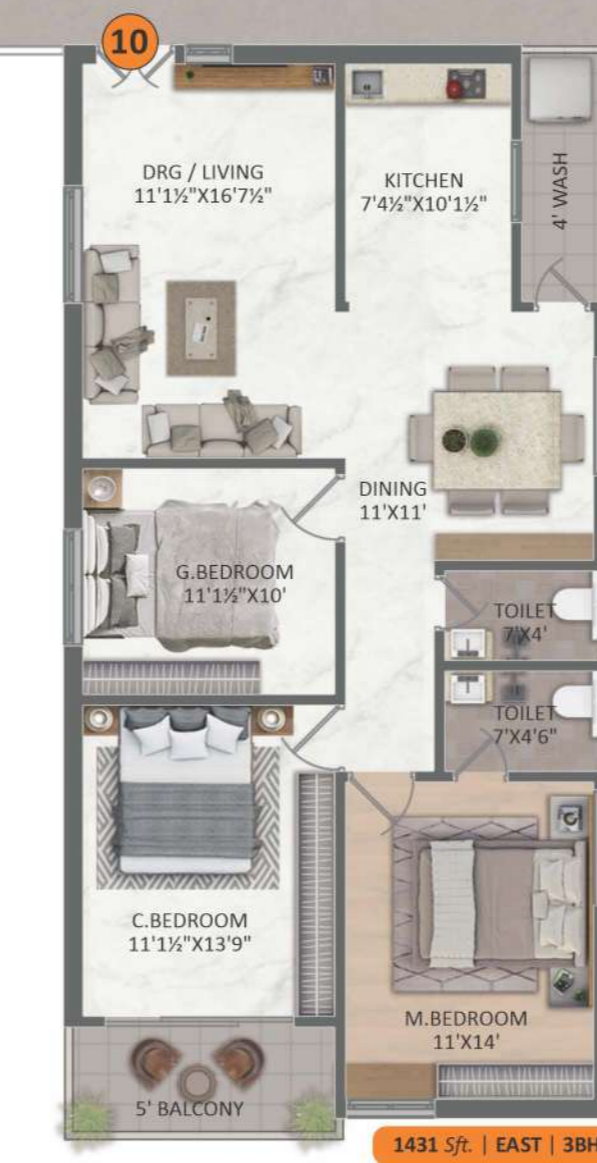 10
DRG / LIVING
11'1½"X16'7½"
KITCHEN
7'4½"X10'1½"
4' WASH
DINING
11'X11'
G.BEDROOM
11'1½"X10'
TOILET
7'X4'
TOILET
7'X4'6"
C.BEDROOM
11'1½"X13'9"
M.BEDROOM
11'X14'
5' BALCONY
1431 Sft. | EAST | 3BH